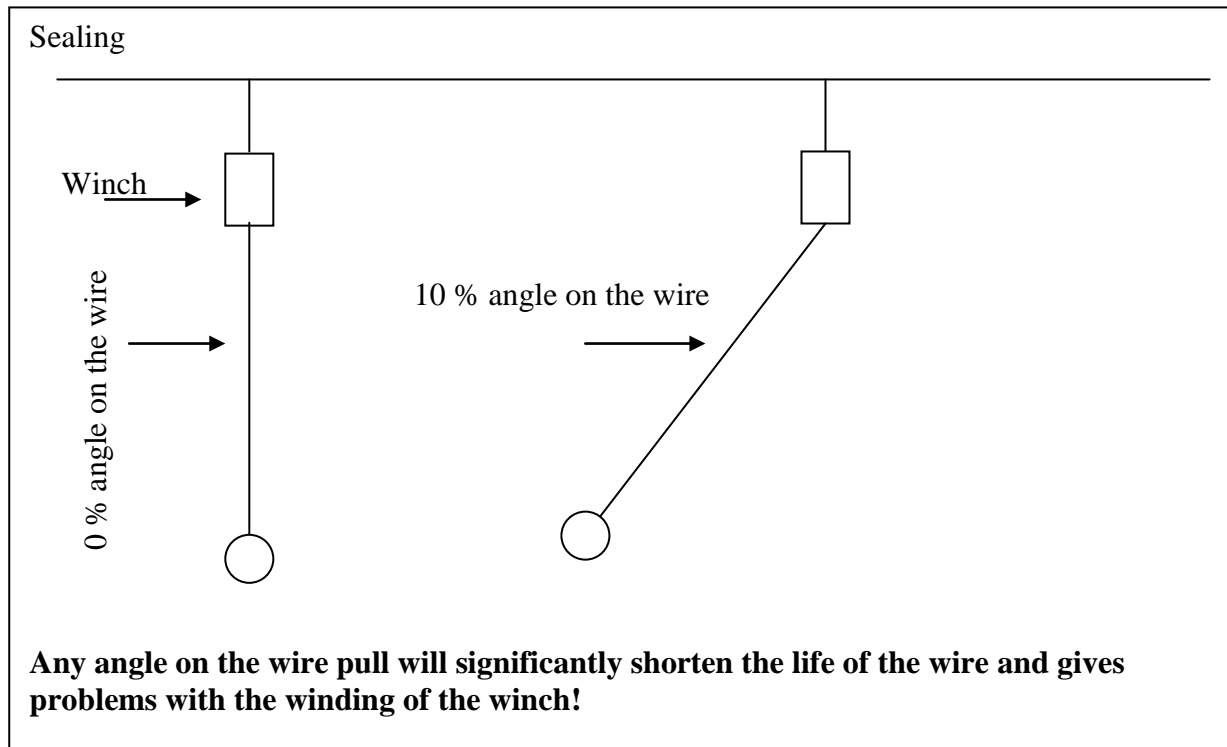 Sealing
Winch
0 % angle on the wire
10 % angle on the wire
Any angle on the wire pull will significantly shorten the life of the wire and gives
problems with the winding of the winch!